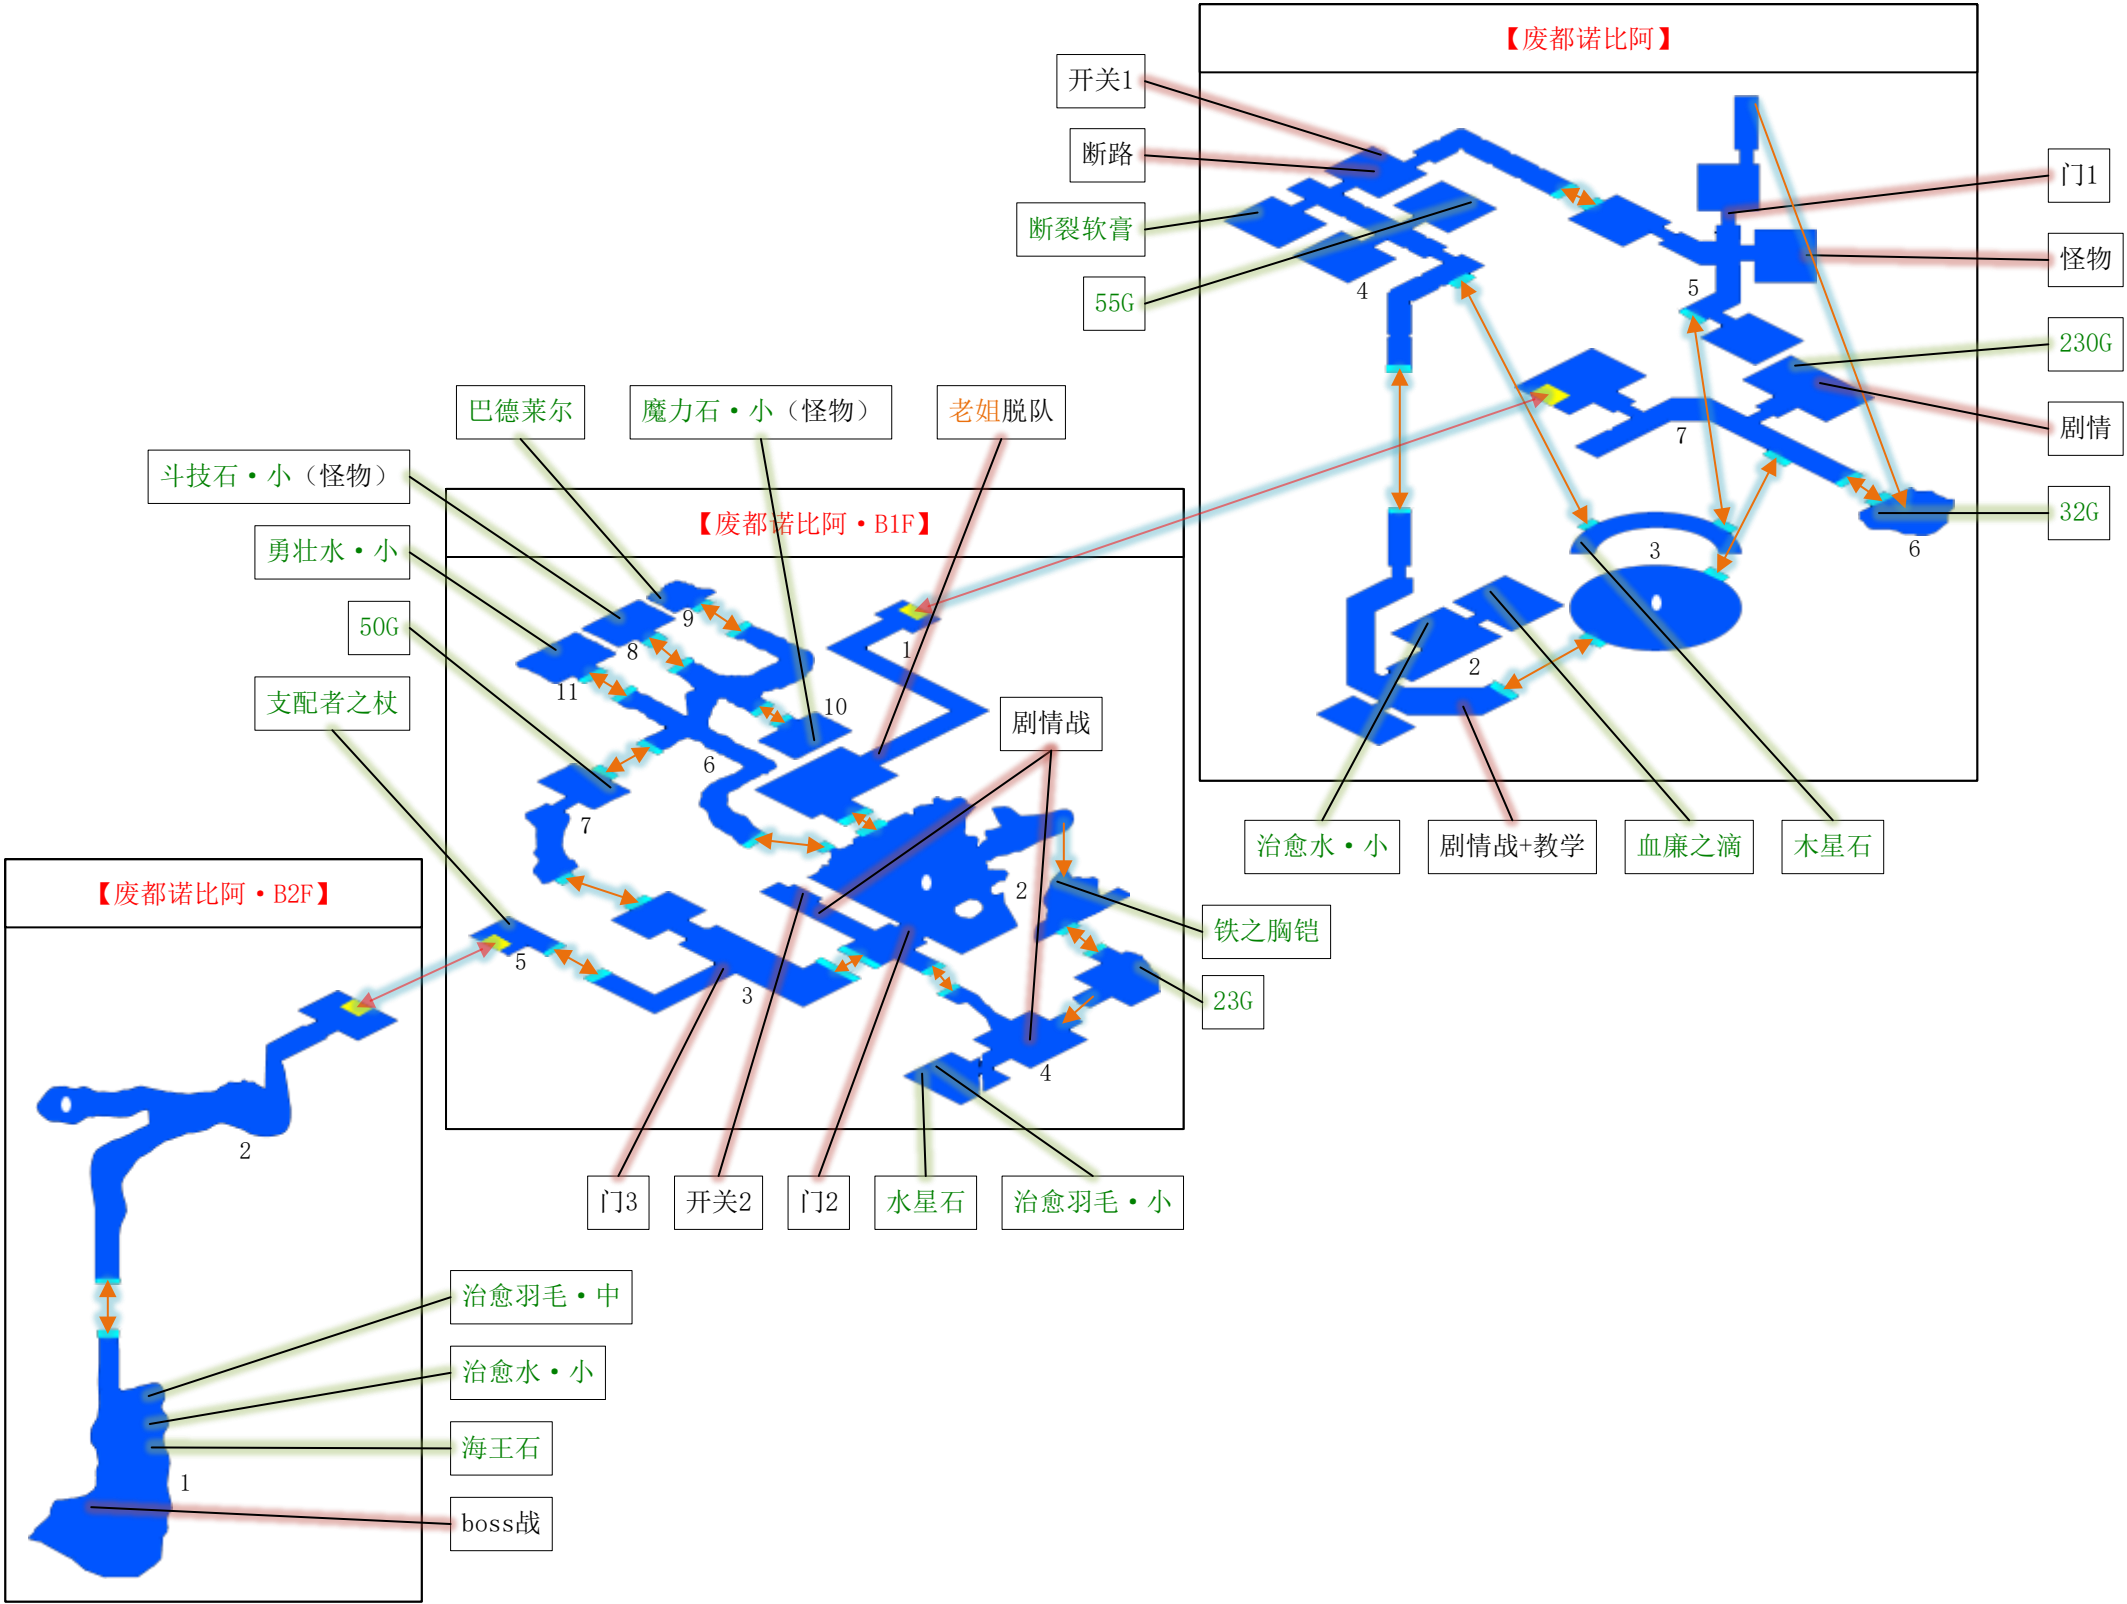 【废都诺比阿】
开关1
断路
断裂软膏
55G
门1
怪物
230G
剧情
32G
4
5
7
3
6
2
治愈水·小
剧情战+教学
血廉之滴
木星石
巴德莱尔
魔力石·小（怪物）
老姐脱队
斗技石·小（怪物）
勇壮水·小
50G
支配者之杖
【废都诺比阿·B1F】
9
1
8
11
10
剧情战
6
7
2
5
3
4
铁之胸铠
23G
门3
开关2
门2
水星石
治愈羽毛·小
【废都诺比阿·B2F】
2
1
治愈羽毛·中
治愈水·小
海王石
boss战